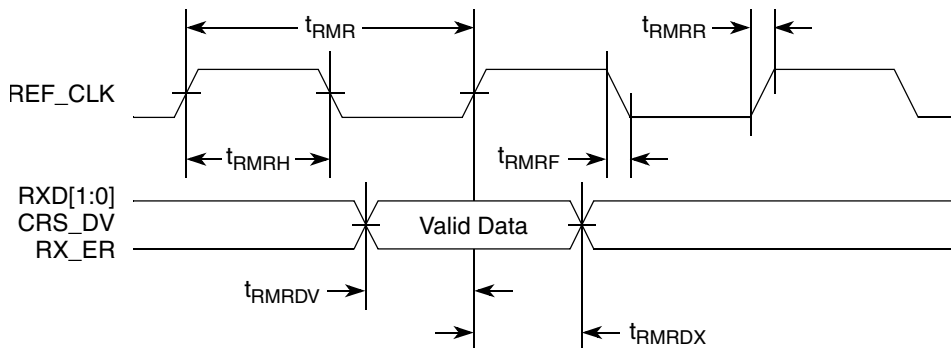 tRMR
tRMRR
REF_CLK
tRMRH
tRMRF
RXD[1:0]
CRS_DV
RX_ER
Valid Data
tRMRDV
tRMRDX